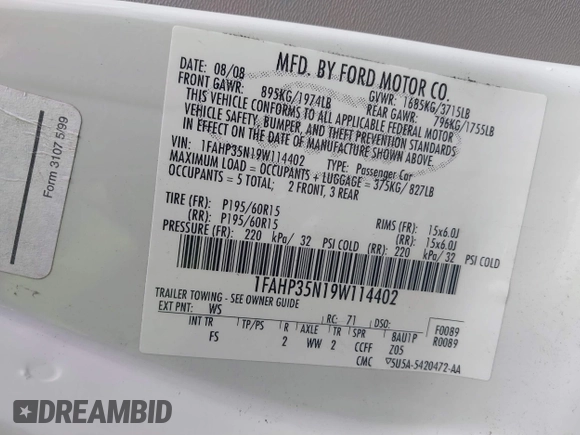 MFD. BY FORD MOTOR CO.
DATE: 08/08 GVWR: 1685KG/3715LB
FRONT GAWR: 895KG/1974LB REAR GAWR: 796KG/1755LB
THIS VEHICLE CONFORMS TO ALL APPLICABLE FEDERAL MOTOR
VEHICLE SAFETY, BUMPER, AND THEFT PREVENTION STANDARDS
IN EFFECT ON THE DATE OF MANUFACTURE SHOWN ABOVE.
VIN: 1FAHP35N19W114402 TYPE: Passenger Car
MAXIMUM LOAD = OCCUPANTS + LUGGAGE = 375KG/ 827LB
OCCUPANTS = 5 TOTAL; 2 FRONT, 3 REAR
TIRE (FR): P195/60R15 RIMS (FR): 15x6.0J
(RR): P195/60R15 (RR): 15x6.0J
PRESSURE (FR): 220 kPa/ 32 PSI COLD (RR): 220 kPa/ 32 PSI COLD
1FAHP35N19W114402
TRAILER TOWING - SEE OWNER GUIDE
EXT PNT: WS RC: 71 DSO: F0089
R0089
INT TR TP/PS R AXLE TR SPR 8AU1P
FS 2 WW 2 CCFF Z05
CMC 5U5A-5420472-AA
Form 3107 5/99
DREAMBID